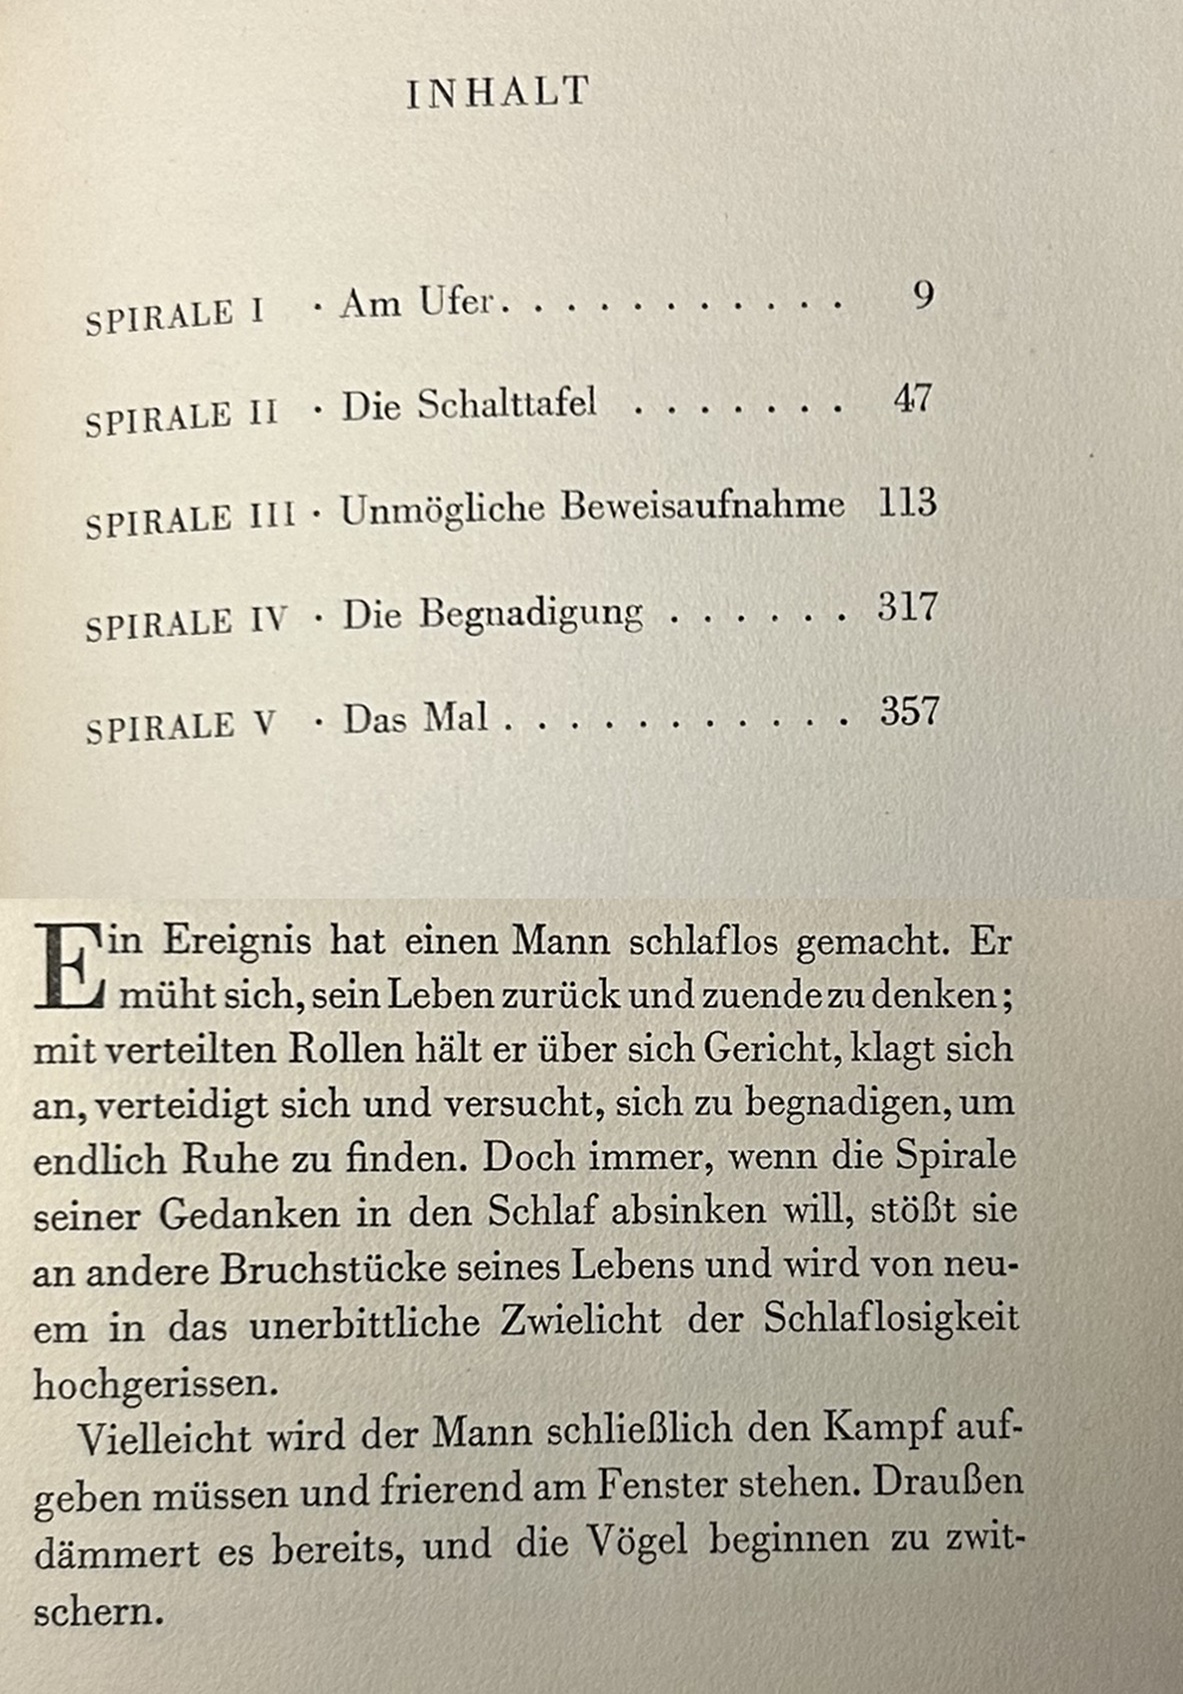 INHALT
SPIRALE I · Am Ufer. . . . . . . . . . . 9
SPIRALE II · Die Schalttafel . . . . . . . 47
SPIRALE III · Unmögliche Beweisaufnahme 113
SPIRALE IV · Die Begnadigung . . . . . . 317
SPIRALE V · Das Mal . . . . . . . . . . . 357
Ein Ereignis hat einen Mann schlaflos gemacht. Er
müht sich, sein Leben zurück und zuende zu denken;
mit verteilten Rollen hält er über sich Gericht, klagt sich
an, verteidigt sich und versucht, sich zu begnadigen, um
endlich Ruhe zu finden. Doch immer, wenn die Spirale
seiner Gedanken in den Schlaf absinken will, stößt sie
an andere Bruchstücke seines Lebens und wird von neu-
em in das unerbittliche Zwielicht der Schlaflosigkeit
hochgerissen.
Vielleicht wird der Mann schließlich den Kampf auf-
geben müssen und frierend am Fenster stehen. Draußen
dämmert es bereits, und die Vögel beginnen zu zwit-
schern.